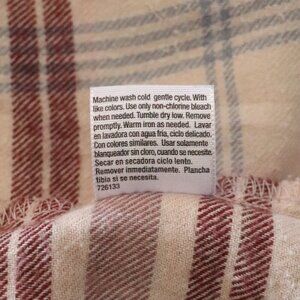 Machine wash cold gentle cycle. With
like colors. Use only non-chlorine bleach
when needed. Tumble dry low. Remove
promptly. Warm iron as needed. Lavar
en lavadora con agua fria, ciclo delicado.
Con colores similares. Usar solamente
blanqueador sin cloro, cuando se necesite.
Secar en secadora ciclo lento.
Remover inmediatamente. Plancha
tibia si se necesita.
726133